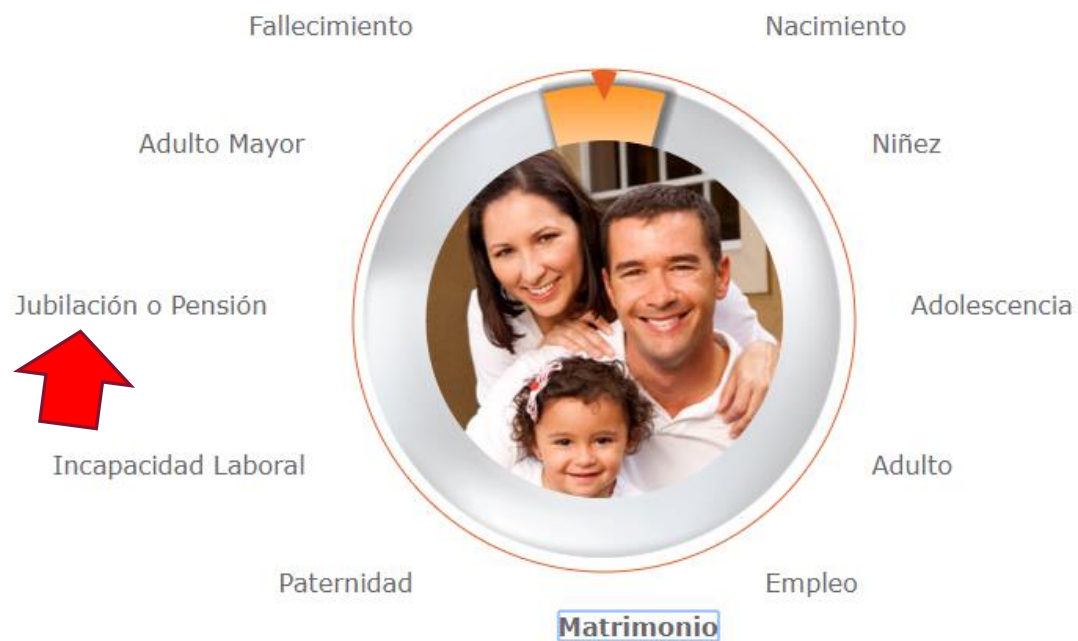 Fallecimiento
Nacimiento
Adulto Mayor
Niñez
Jubilación o Pensión
Adolescencia
Incapacidad Laboral
Adulto
Paternidad
Empleo
Matrimonio